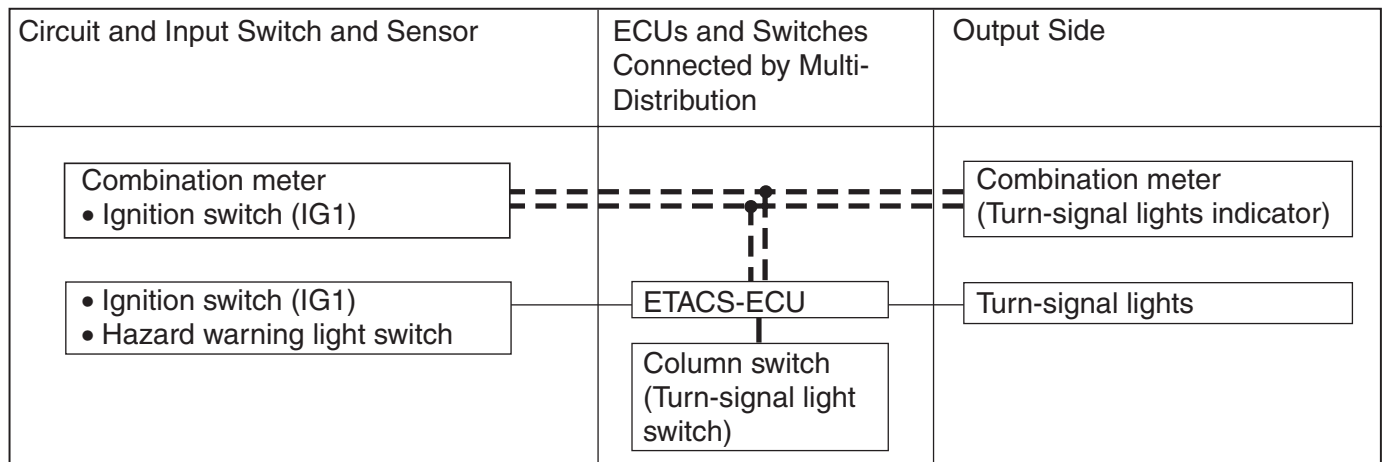 Circuit and Input Switch and Sensor
ECUs and Switches
Connected by Multi-
Distribution
Output Side
Combination meter
• Ignition switch (IG1)
Combination meter
(Turn-signal lights indicator)
• Ignition switch (IG1)
• Hazard warning light switch
ETACS-ECU
Turn-signal lights
Column switch
(Turn-signal light
switch)